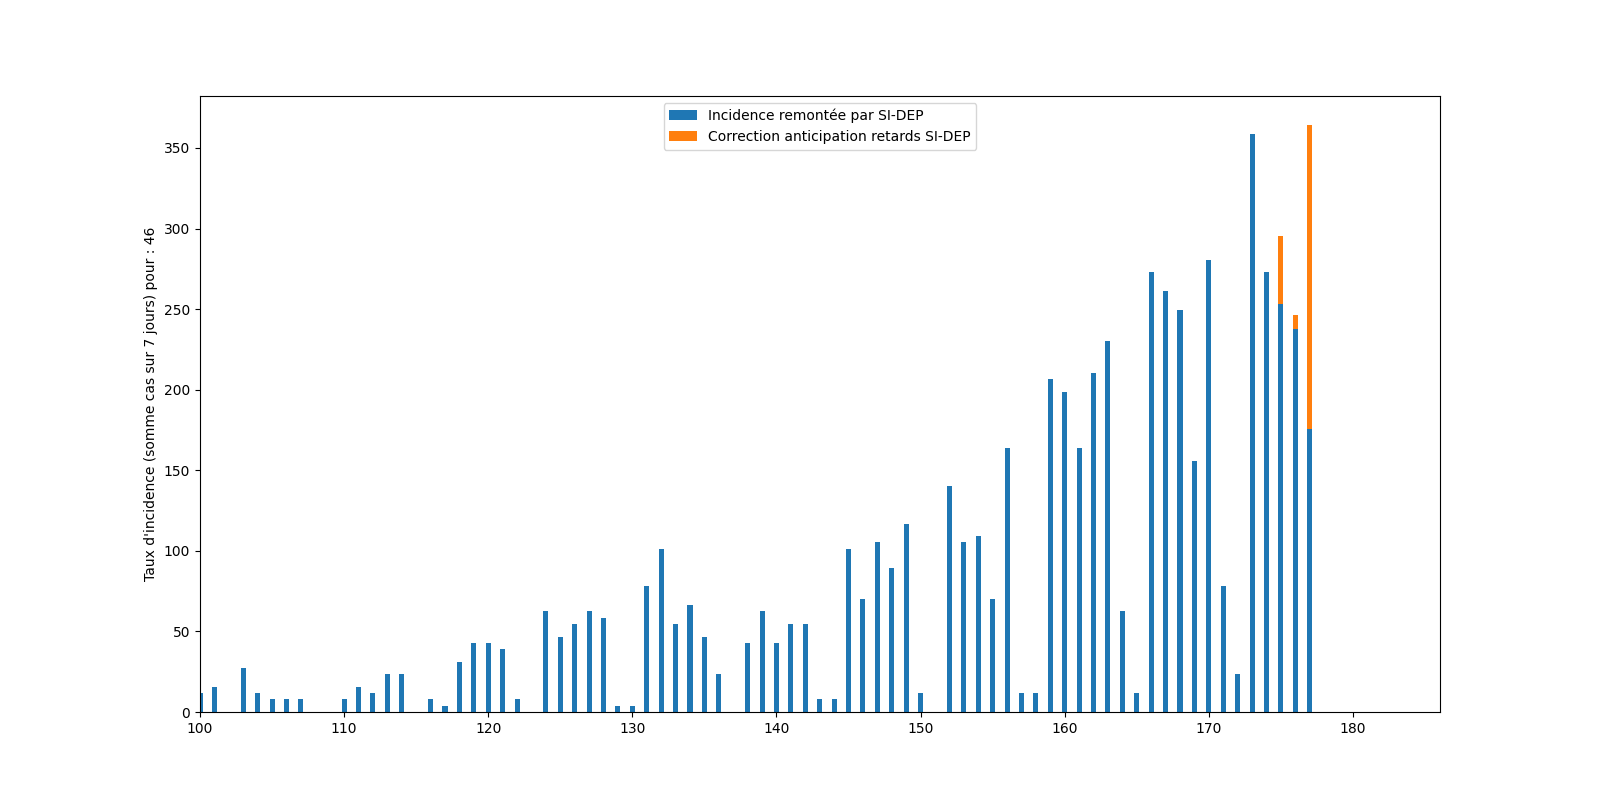 Incidence remontée par SI-DEP
Correction anticipation retards SI-DEP
Taux d'incidence (somme cas sur 7 jours) pour : 46
350
300
250
200
150
100
50
0
100 110 120 130 140 150 160 170 180